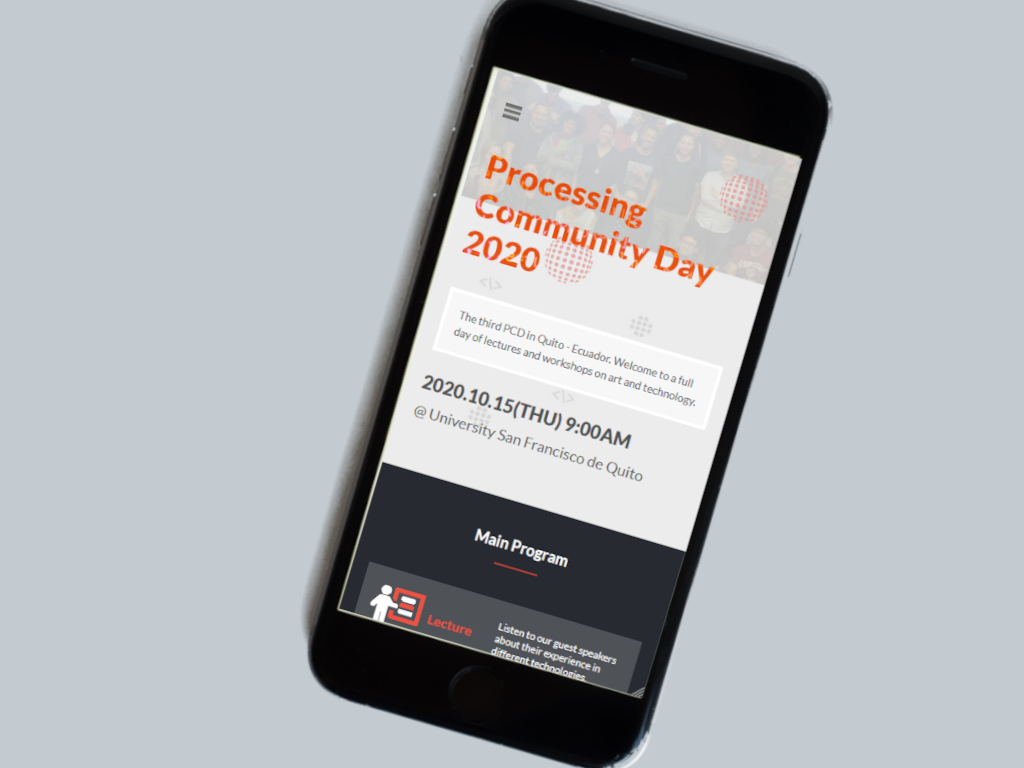 Processing
Community Day
2020
The third PCD in Quito - Ecuador. Welcome to a full
day of lectures and workshops on art and technology.
2020.10.15(THU) 9:00AM
@ University San Francisco de Quito
Main Program
Lecture
Listen to our guest speakers
about their experience in
different technologies